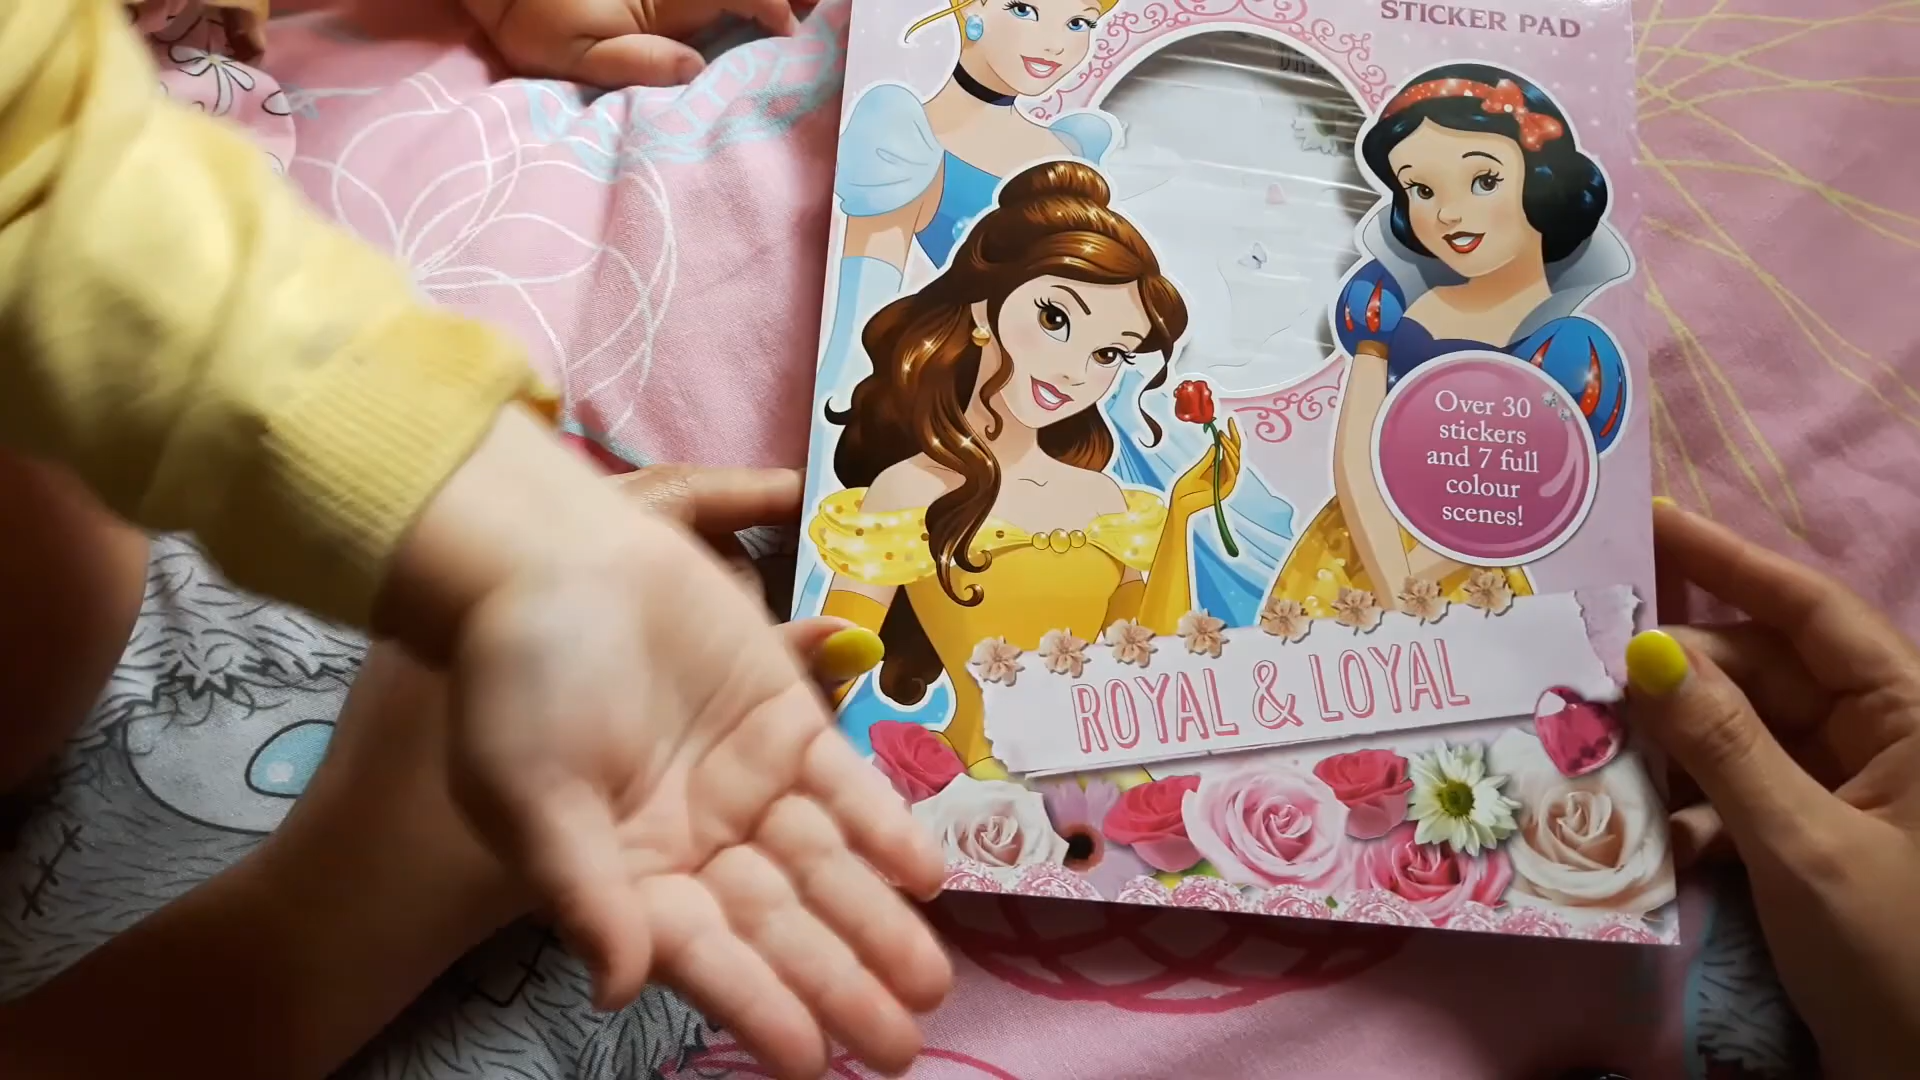 STICKER PAD
Over 30
stickers
and 7 full
colour
scenes!
ROYAL & LOYAL